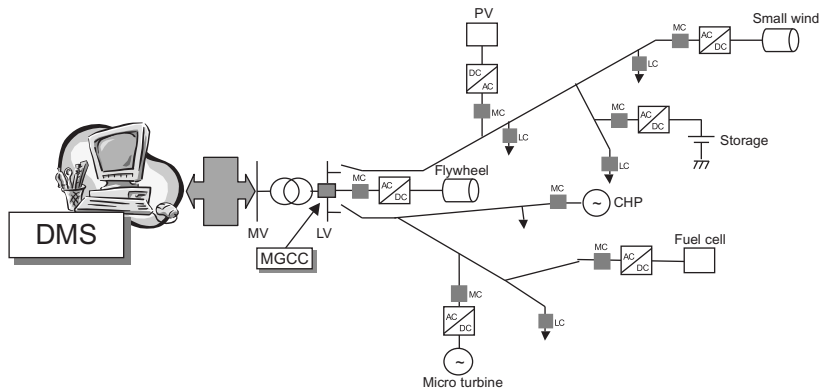 PV
Small wind
MC
AC
DC
DC
AC
LC
MC
MC
AC
DC
LC
Storage
LC
Flywheel
MC
AC
DC
DMS
MV
LV
MGCC
MC
~
CHP
Fuel cell
MC
AC
DC
MC
LC
AC
DC
~
Micro turbine